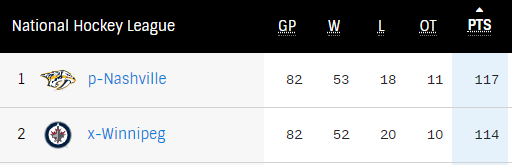 National Hockey League GP W L OT PTS
1 p-Nashville 82 53 18 11 117
2 x-Winnipeg 82 52 20 10 114